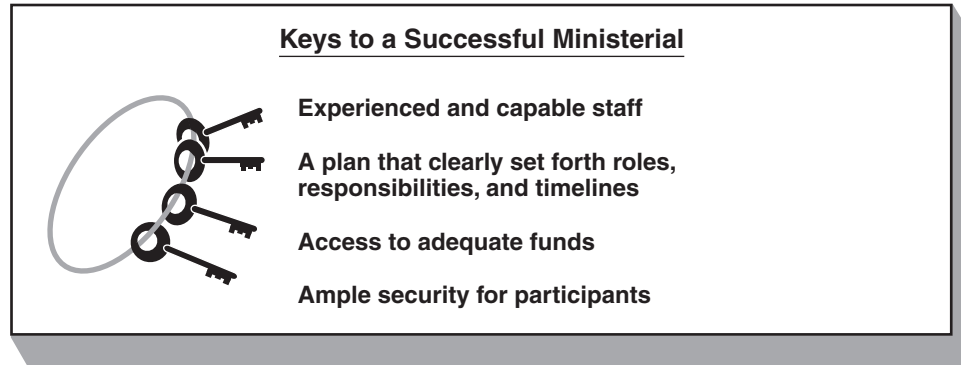 Keys to a Successful Ministerial
Experienced and capable staff
A plan that clearly set forth roles,
responsibilities, and timelines
Access to adequate funds
Ample security for participants